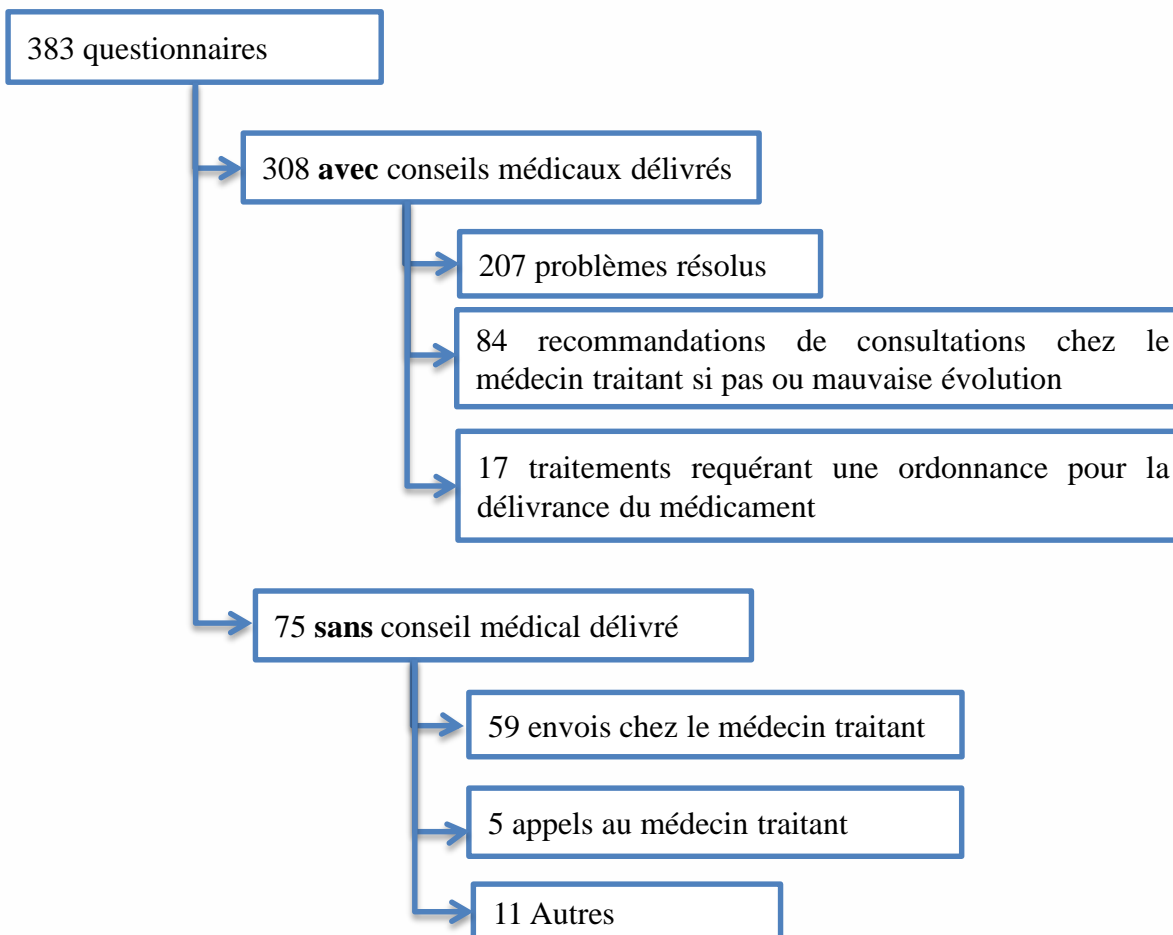 383 questionnaires
308 avec conseils médicaux délivrés
207 problèmes résolus
84 recommandations de consultations chez le
médecin traitant si pas ou mauvaise évolution
17 traitements requérant une ordonnance pour la
délivrance du médicament
75 sans conseil médical délivré
59 envois chez le médecin traitant
5 appels au médecin traitant
11 Autres